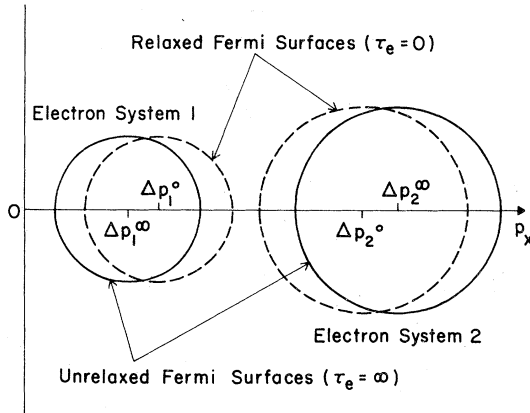 Relaxed Fermi Surfaces (τe = 0)
Electron System 1
Δp1°
Δp2∞
0
Δp1∞
Δp2°
px
Electron System 2
Unrelaxed Fermi Surfaces (τe = ∞)